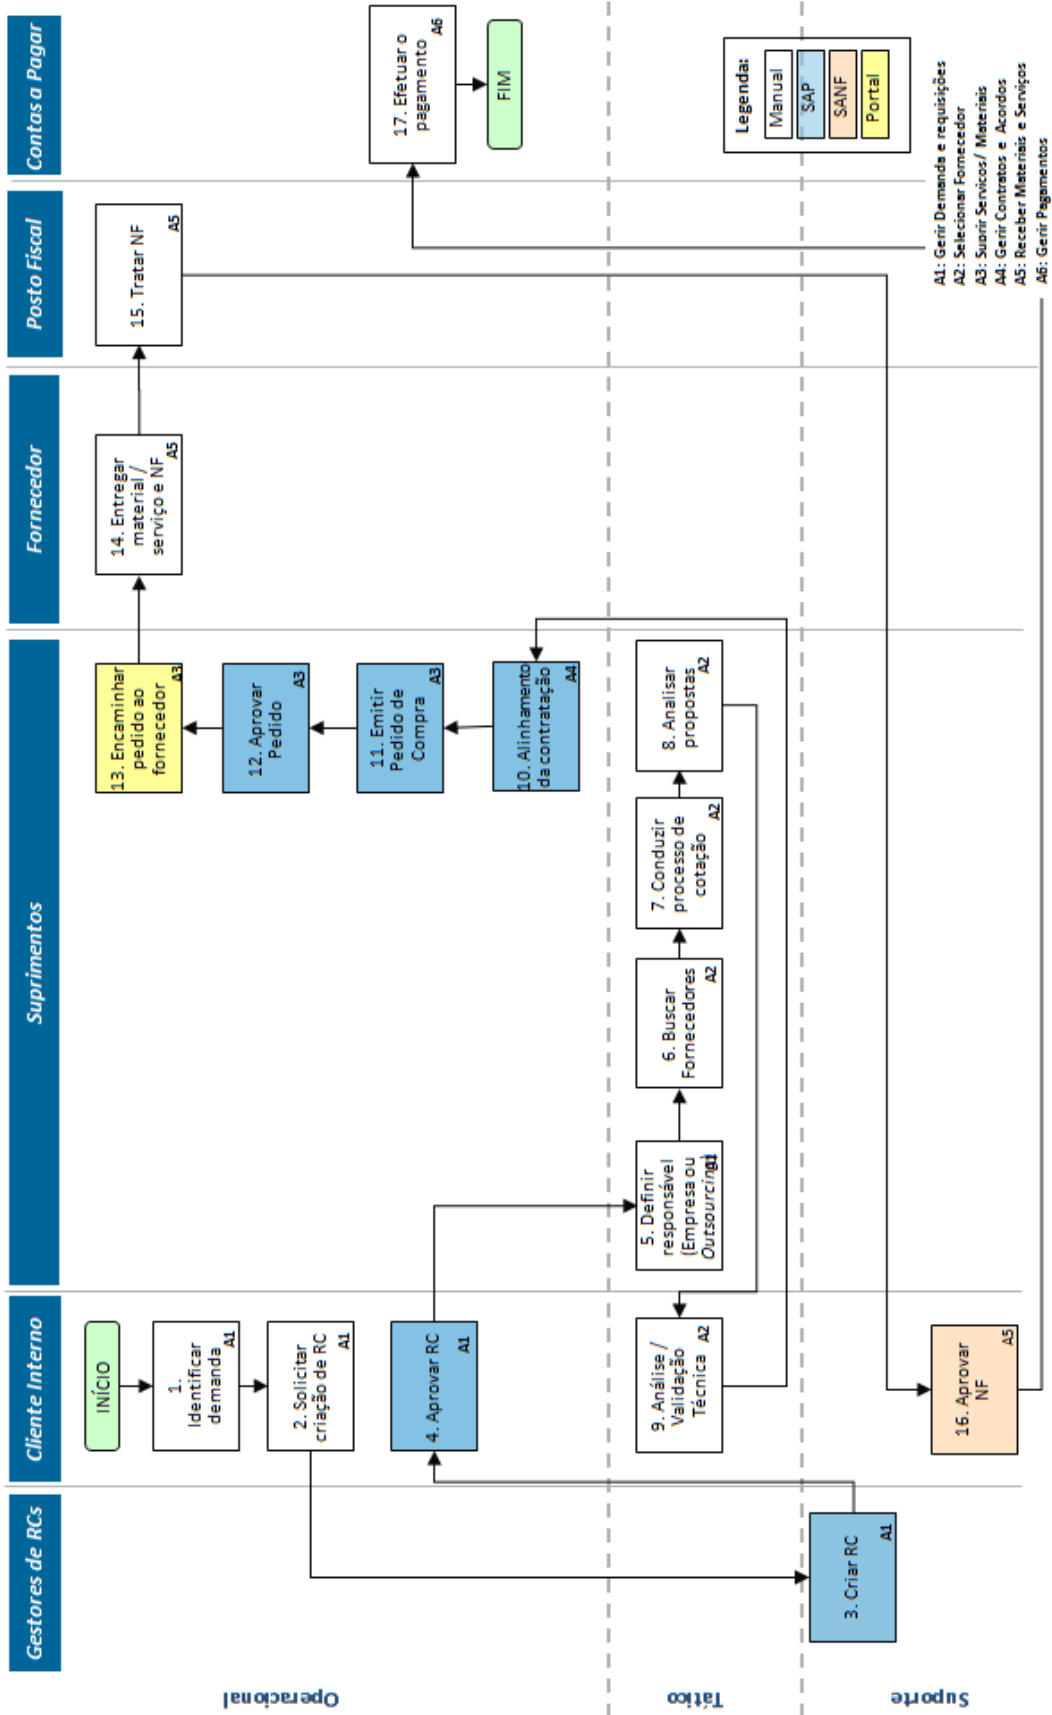 Gestores de RCs
Cliente Interno
Suprimentos
Fornecedor
Posto Fiscal
Contas a Pagar
Operacional
Tático
Suporte
INÍCIO
1.
Identificar
demanda
A1
2. Solicitar
criação de RC
A1
3. Criar RC
A1
4. Aprovar RC
A1
5. Definir
responsável
(Empresa ou
Outsourcing)
A1
6. Buscar
Fornecedores
A2
7. Conduzir
processo de
cotação
A2
8. Analisar
propostas
A2
9. Análise /
Validação
Técnica
A2
10. Alinhamento
da contratação
A4
11. Emitir
Pedido de
Compra
A3
12. Aprovar
Pedido
A3
13. Encaminhar
pedido ao
fornecedor
A3
14. Entregar
material /
serviço e NF
A5
15. Tratar NF
A5
16. Aprovar
NF
A5
17. Efetuar o
pagamento
A6
FIM
Legenda:
Manual
SAP
SANF
Portal
A1: Gerir Demanda e requisições
A2: Selecionar Fornecedor
A3: Suprir Servicos/ Materiais
A4: Gerir Contratos e Acordos
A5: Receber Materiais e Serviços
A6: Gerir Pagamentos